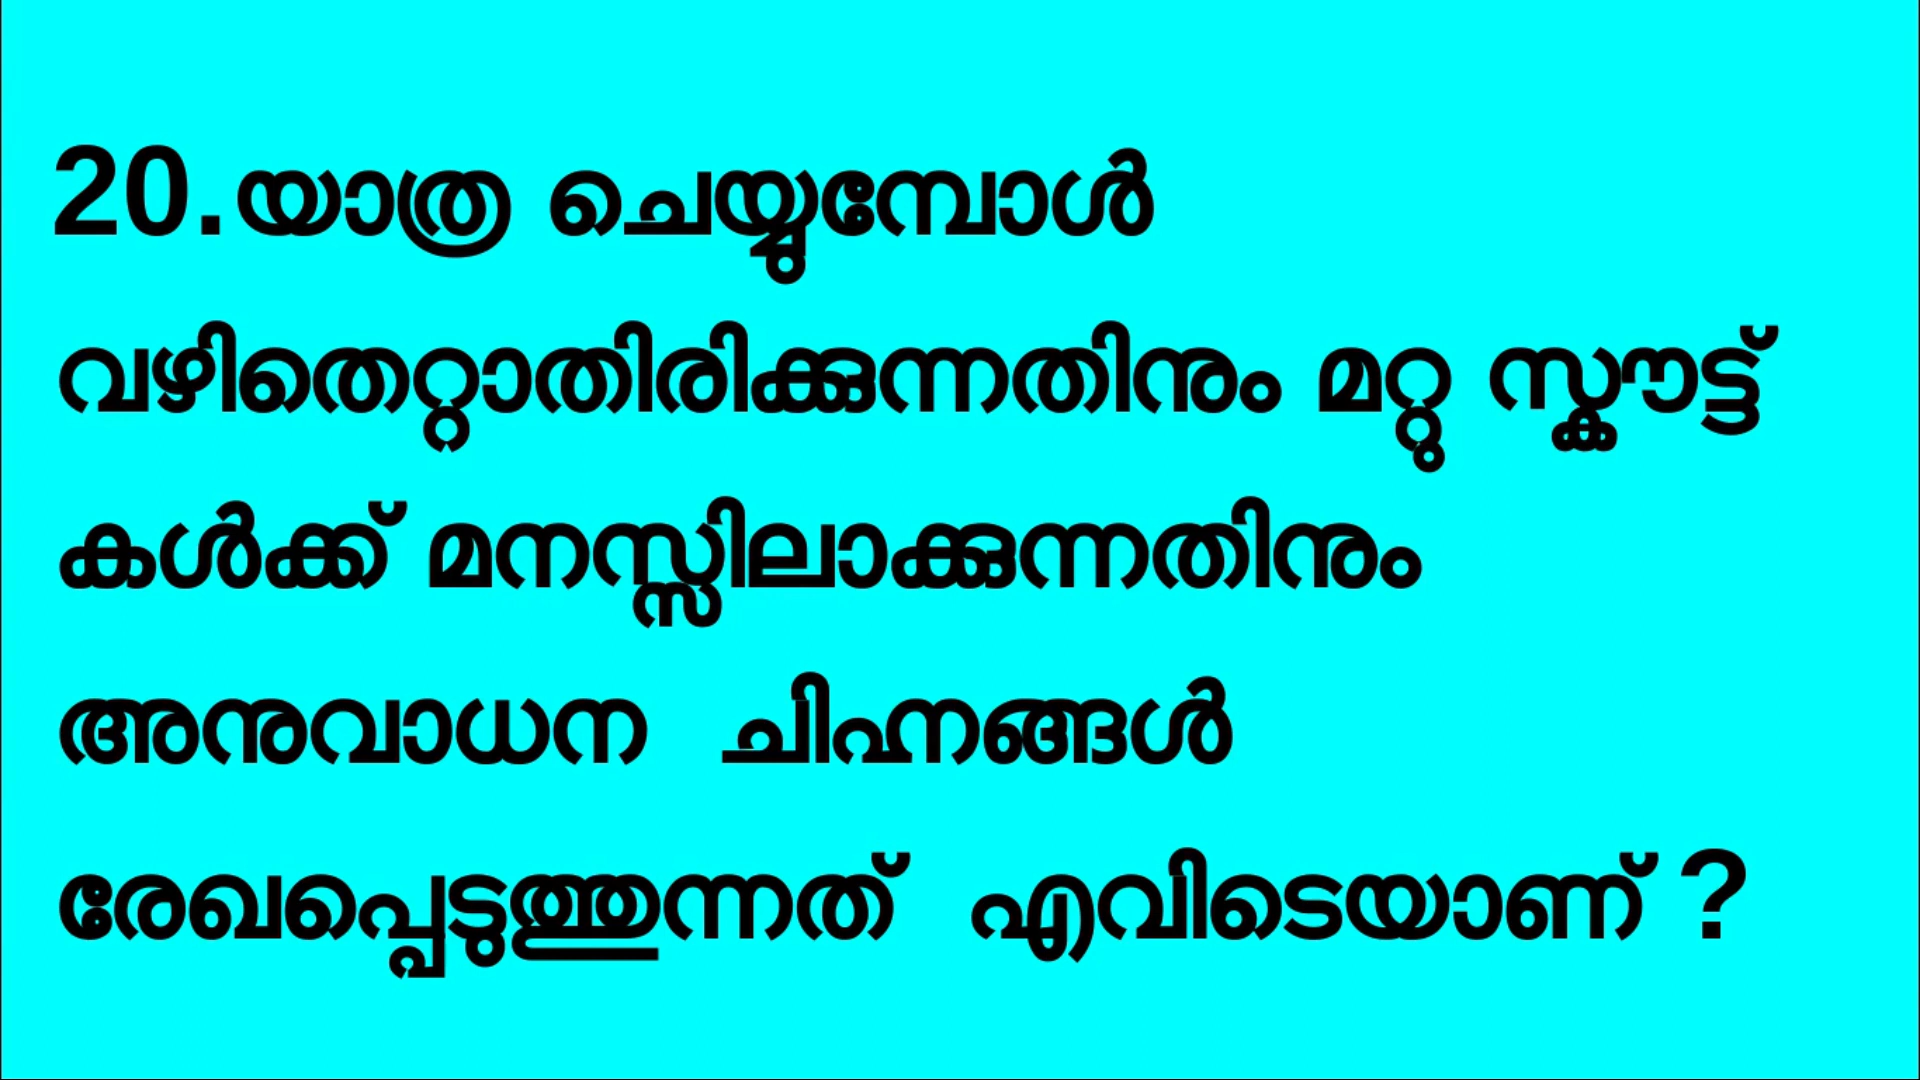 20.യാത്ര ചെയ്യുമ്പോൾ
വഴിതെറ്റാതിരിക്കുന്നതിനും മറ്റു സ്കൗട്ട്
കൾക്ക് മനസ്സിലാക്കുന്നതിനും
അനുവാധന ചിഹ്നങ്ങൾ
രേഖപ്പെടുത്തുന്നത് എവിടെയാണ് ?